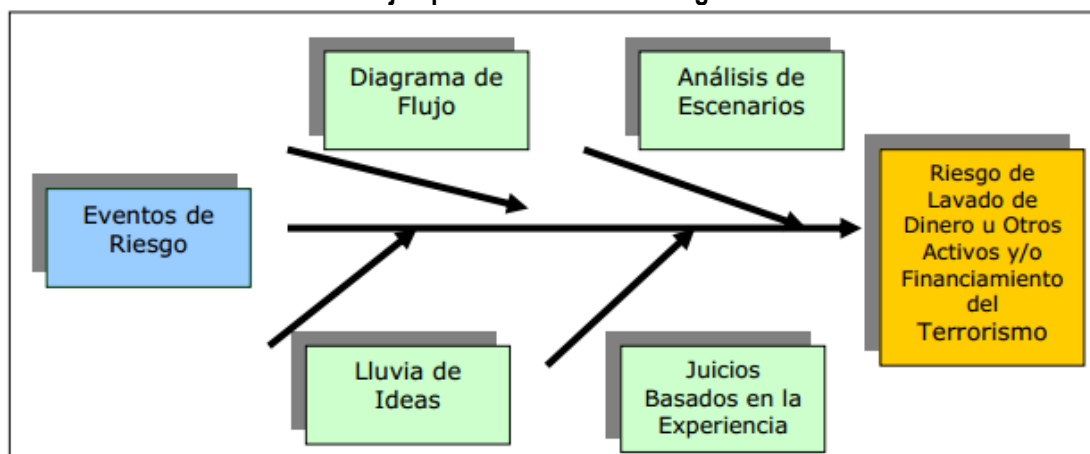 Diagrama de
Flujo
Análisis de
Escenarios
Eventos de
Riesgo
Riesgo de
Lavado de
Dinero u Otros
Activos y/o
Financiamiento
del
Terrorismo
Lluvia de
Ideas
Juicios
Basados en la
Experiencia